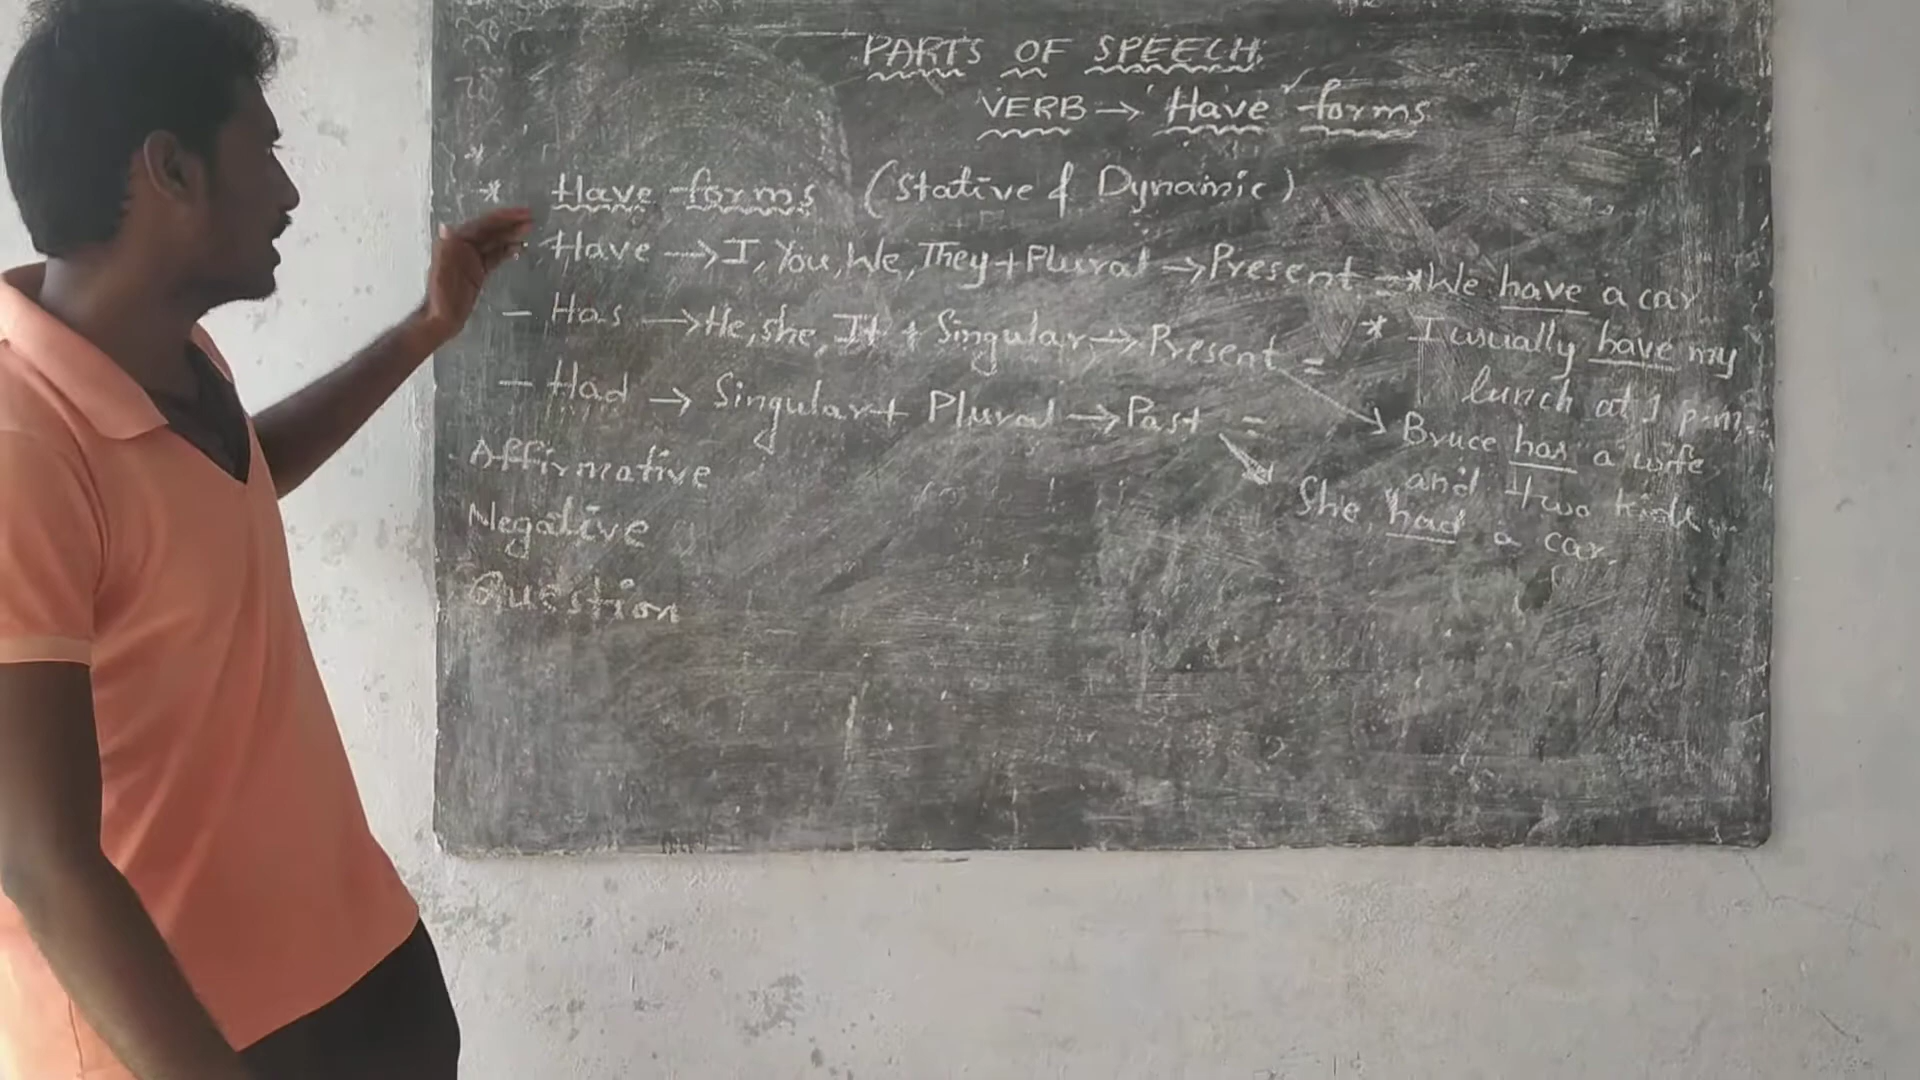 PARTS OF SPEECH
VERB → 'Have' forms
* Have forms (Stative & Dynamic)
Have → I, You, We, They + Plural → Present = * We have a car
- Has → He, she, It + Singular → Present =
* I usually have my
lunch at 1 p.m.
- Had → Singular + Plural → Past =
Bruce has a wife
and two kids
She had a car.
Affirmative
Negative
Question